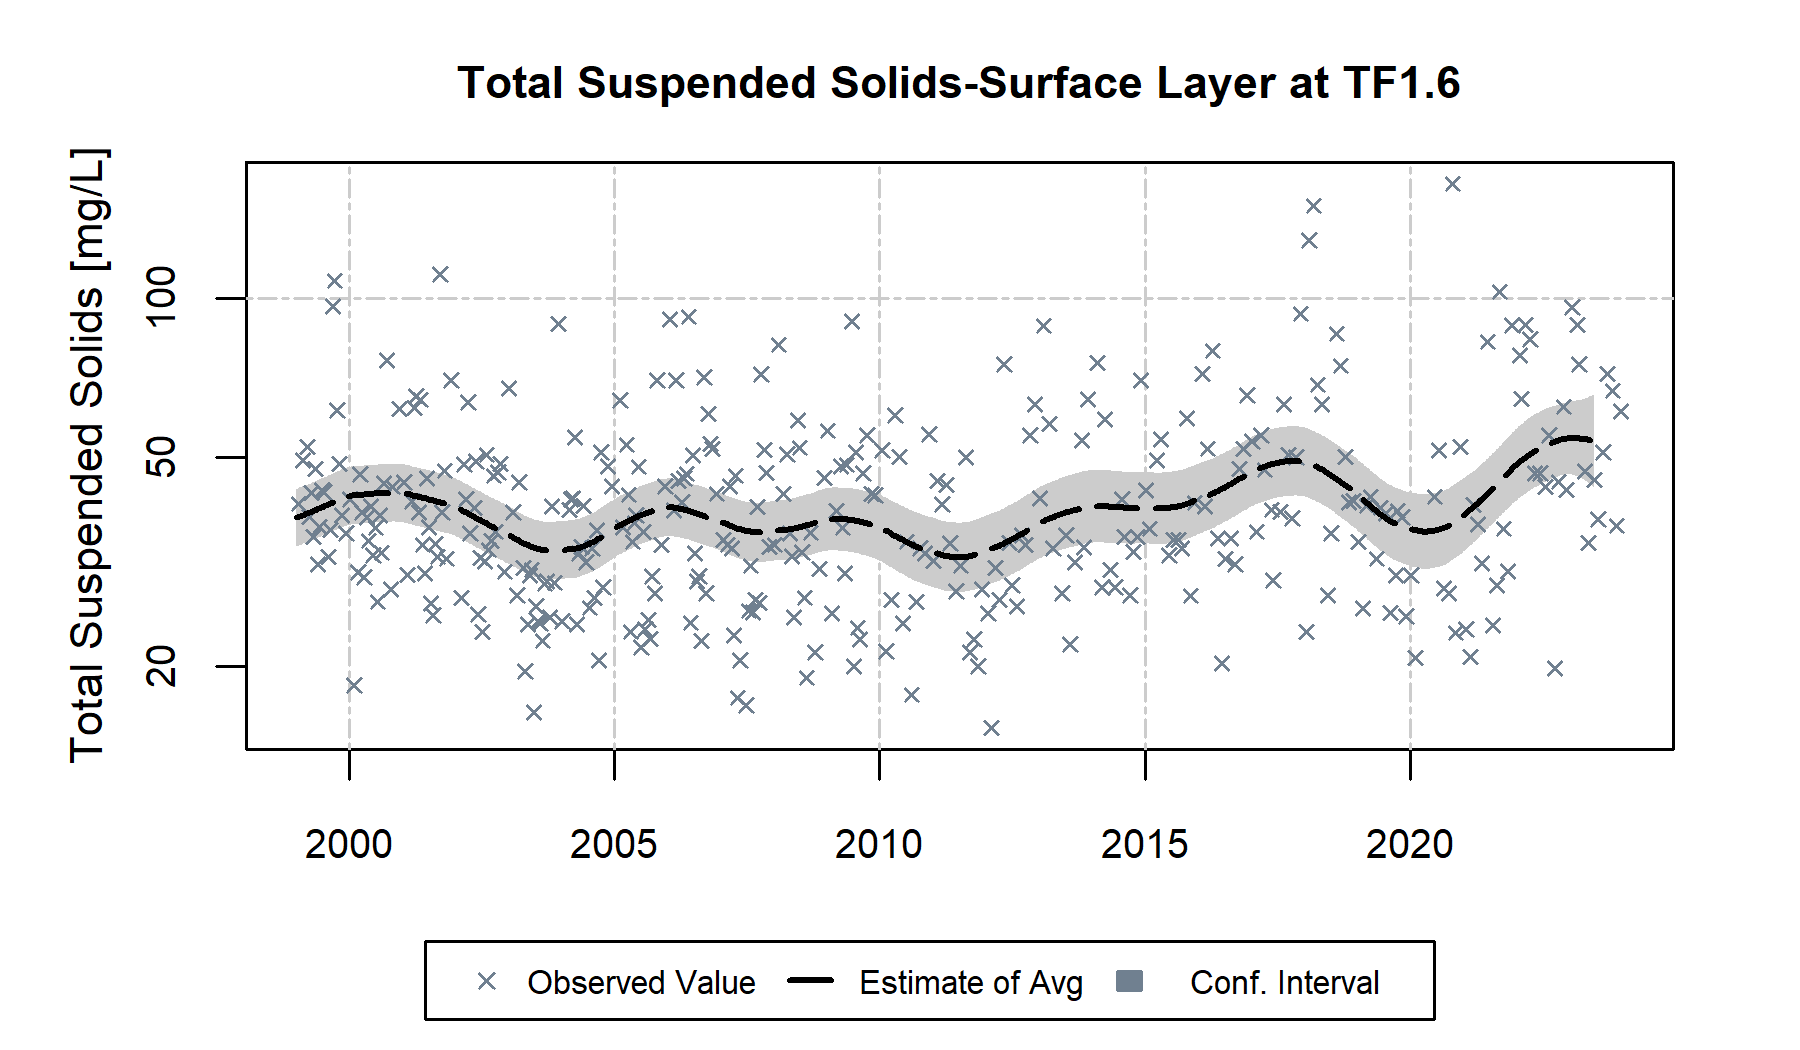 Total Suspended Solids-Surface Layer at TF1.6
Total Suspended Solids [mg/L]
100
50
20
2000 2005 2010 2015 2020
Observed Value Estimate of Avg Conf. Interval